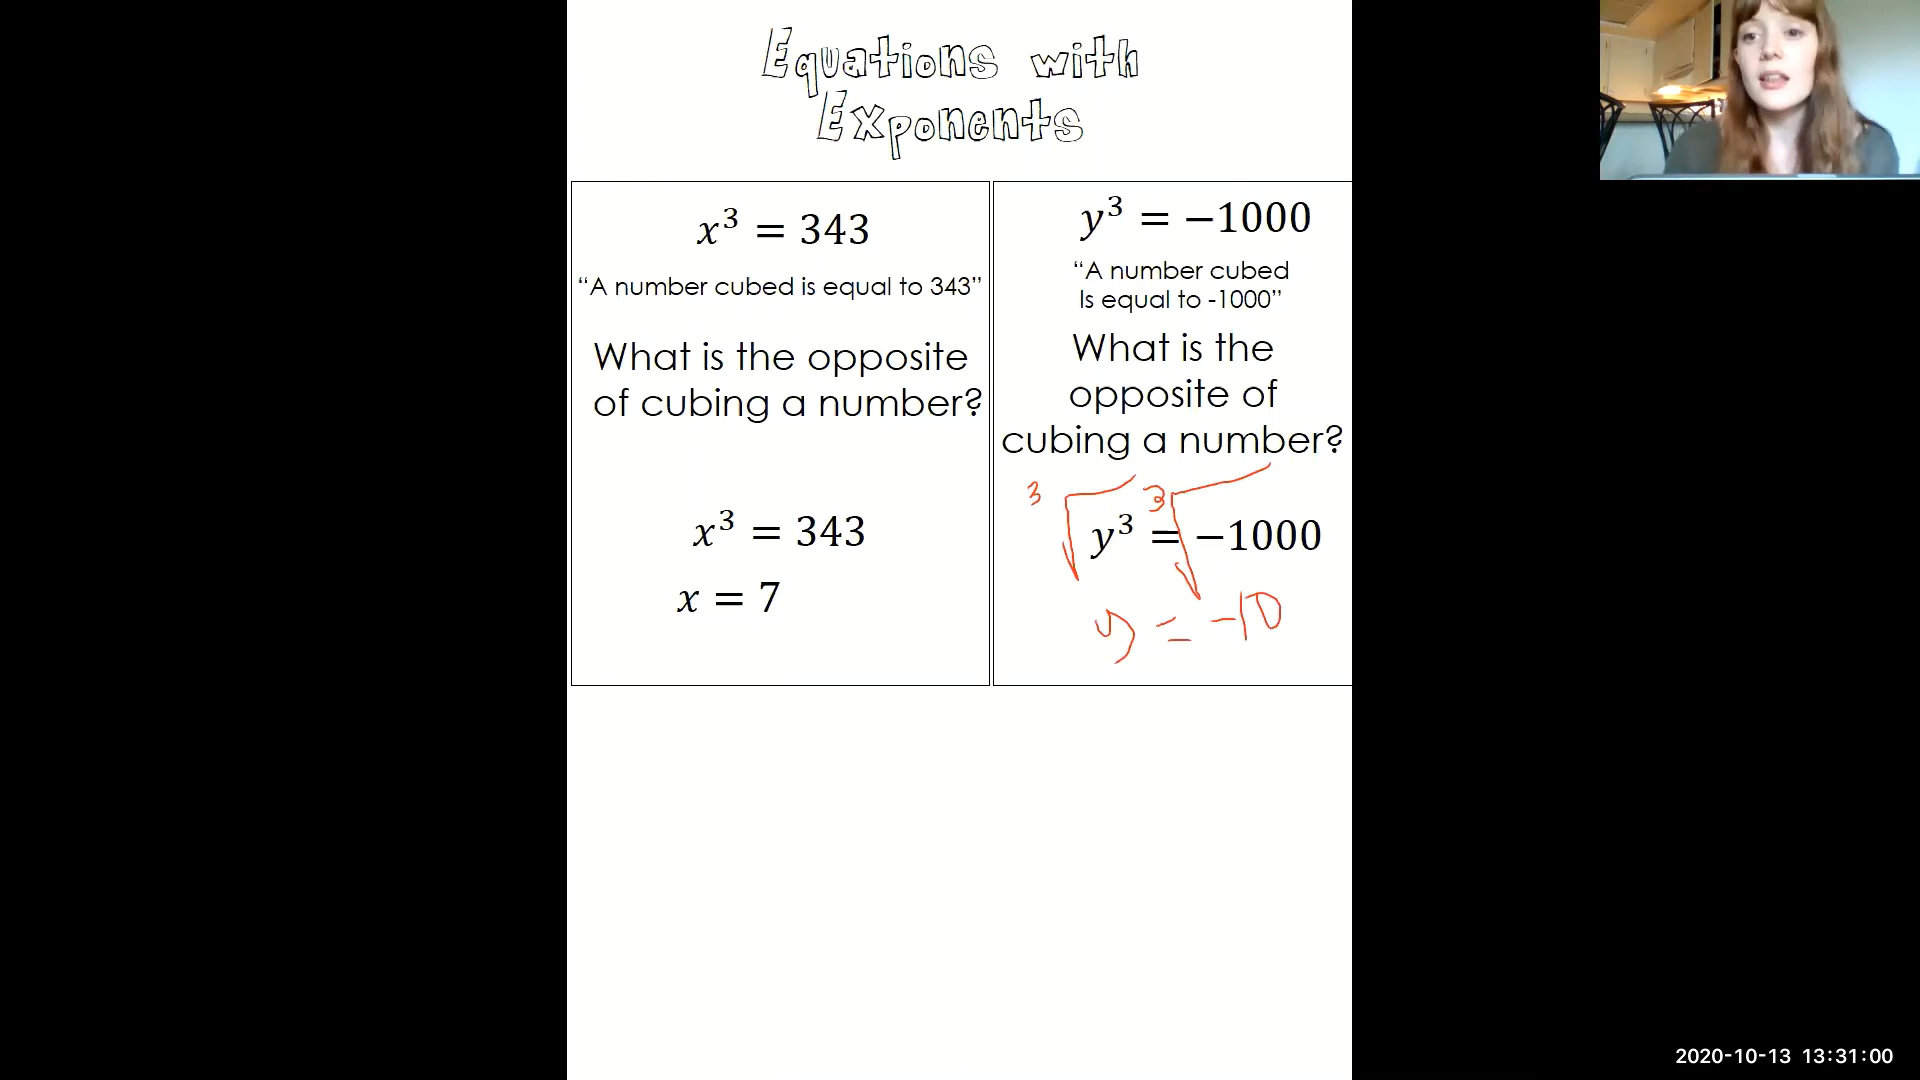 Equations with
Exponents
x³ = 343
“A number cubed is equal to 343”
What is the opposite
of cubing a number?
x³ = 343
x = 7
y³ = −1000
“A number cubed
Is equal to -1000”
What is the
opposite of
cubing a number?
∛y³ = ∛−1000
y = -10
2020-10-13 13:31:00